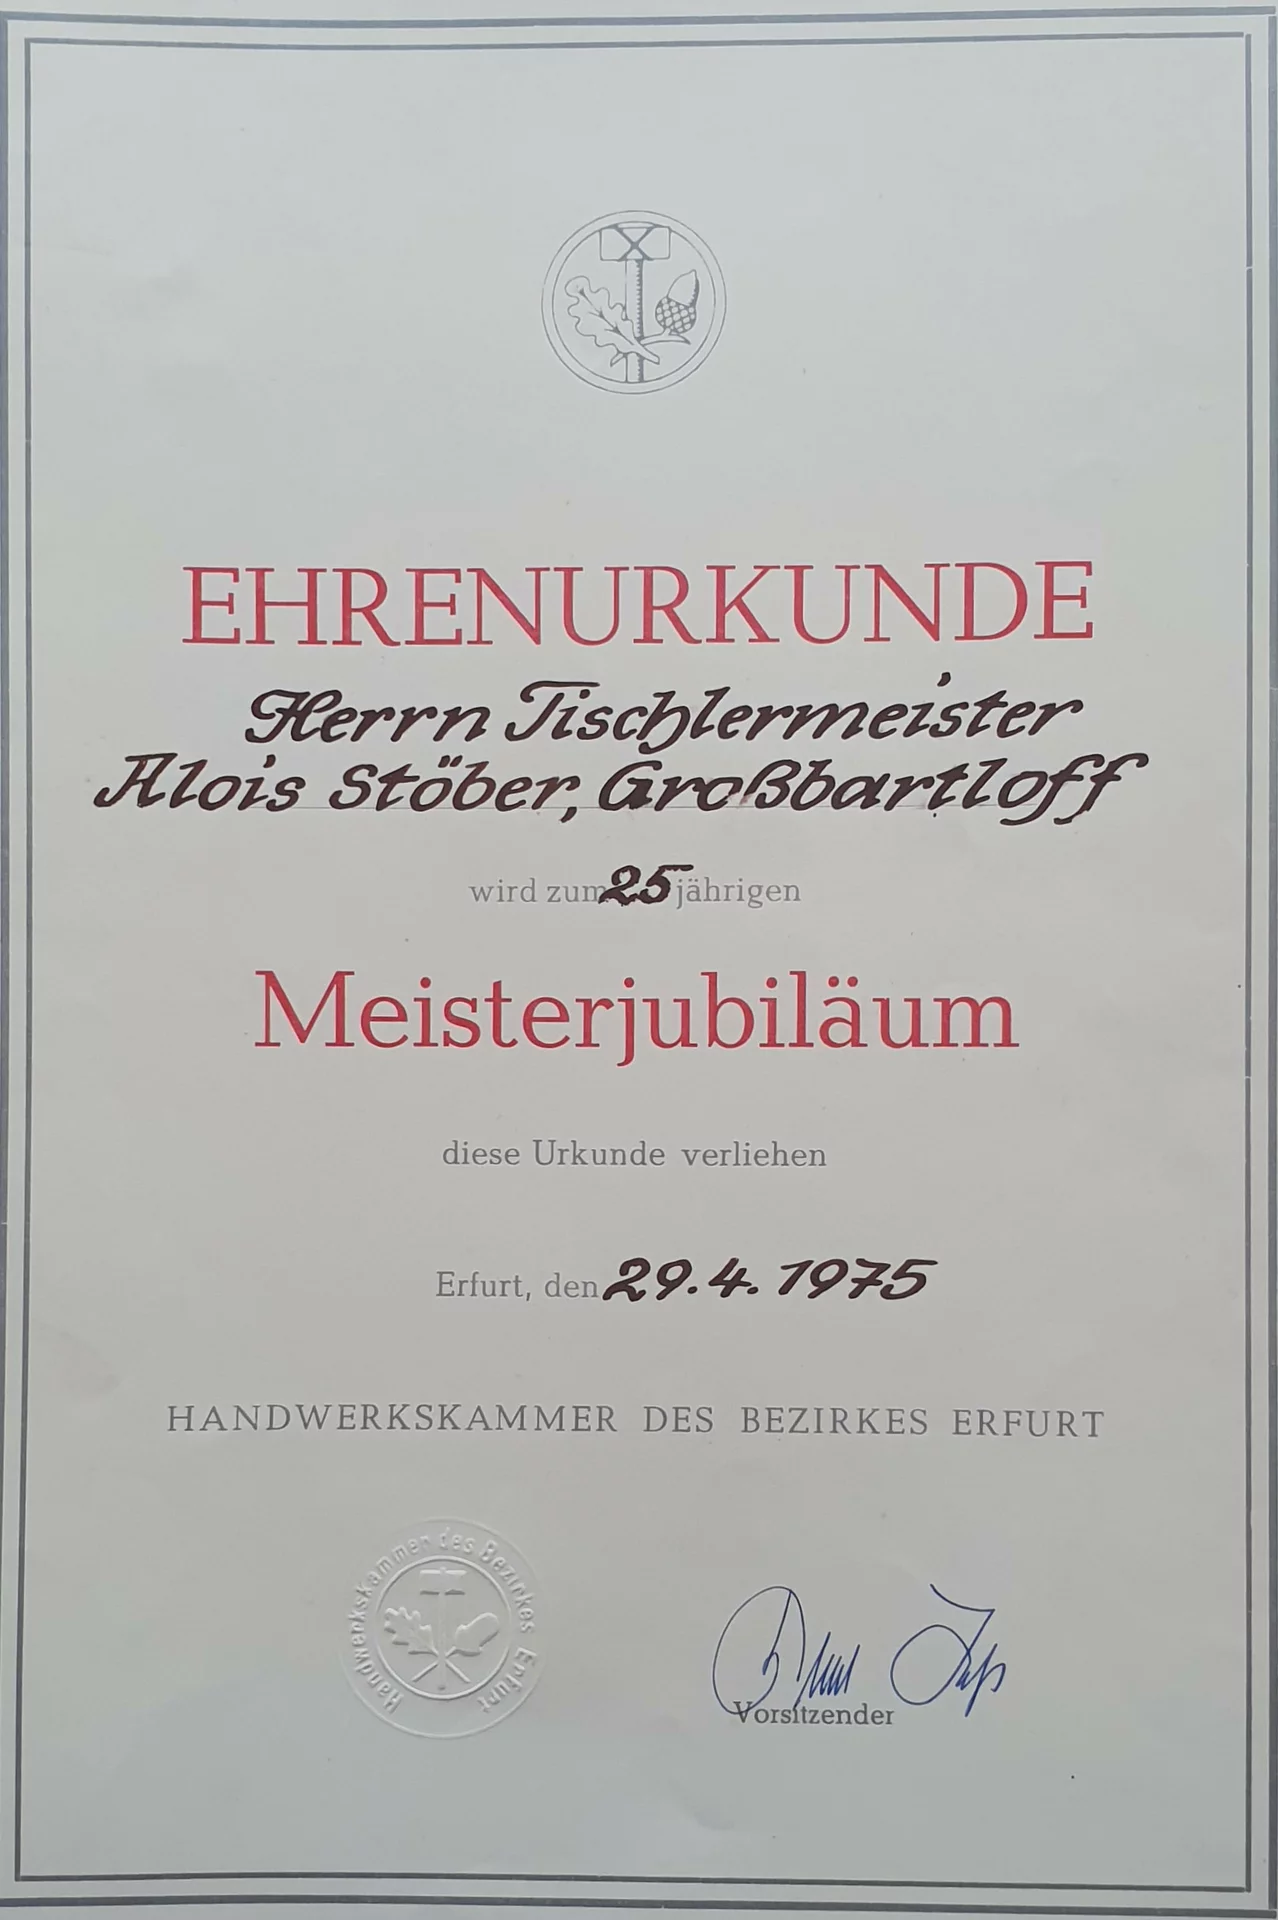 EHRENURKUNDE
Herrn Tischlermeister
Alois Stöber, Großbartloff
wird zum 25 jährigen
Meisterjubiläum
diese Urkunde verliehen
Erfurt, den 29.4.1975
HANDWERKSKAMMER DES BEZIRKES ERFURT
Handwerkskammer des Bezirkes Erfurt
Vorsitzender